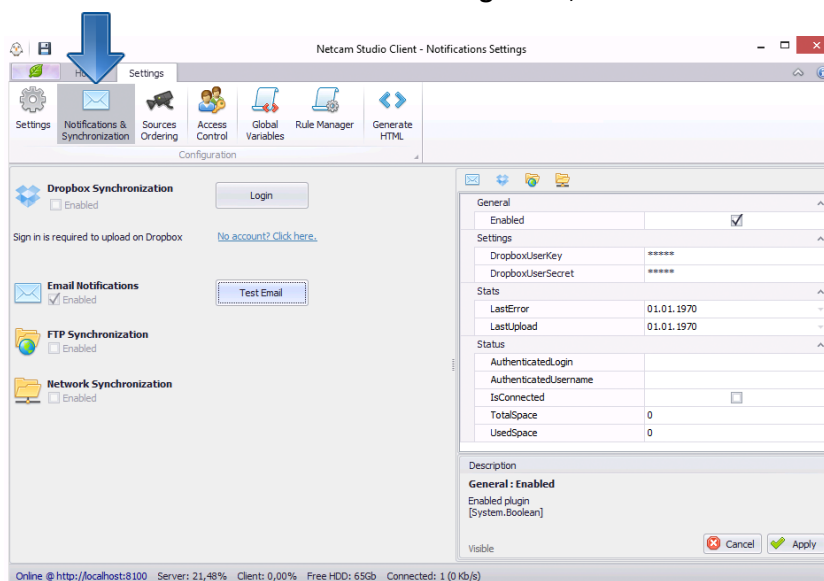 Netcam Studio Client - Notifications Settings
Settings
Settings
Notifications & Synchronization
Sources Ordering
Access Control
Global Variables
Rule Manager
Generate HTML
Configuration
Dropbox Synchronization
Enabled
Login
Sign in is required to upload on Dropbox
No account? Click here.
Email Notifications
Enabled
Test Email
FTP Synchronization
Enabled
Network Synchronization
Enabled
General
Enabled
Settings
DropboxUserKey *****
DropboxUserSecret *****
Stats
LastError 01.01.1970
LastUpload 01.01.1970
Status
AuthenticatedLogin
AuthenticatedUsername
IsConnected
TotalSpace 0
UsedSpace 0
Description
General : Enabled
Enabled plugin
[System.Boolean]
Visible
Cancel
Apply
Online @ http://localhost:8100 Server: 21,48% Client: 0,00% Free HDD: 65Gb Connected: 1 (0 Kb/s)